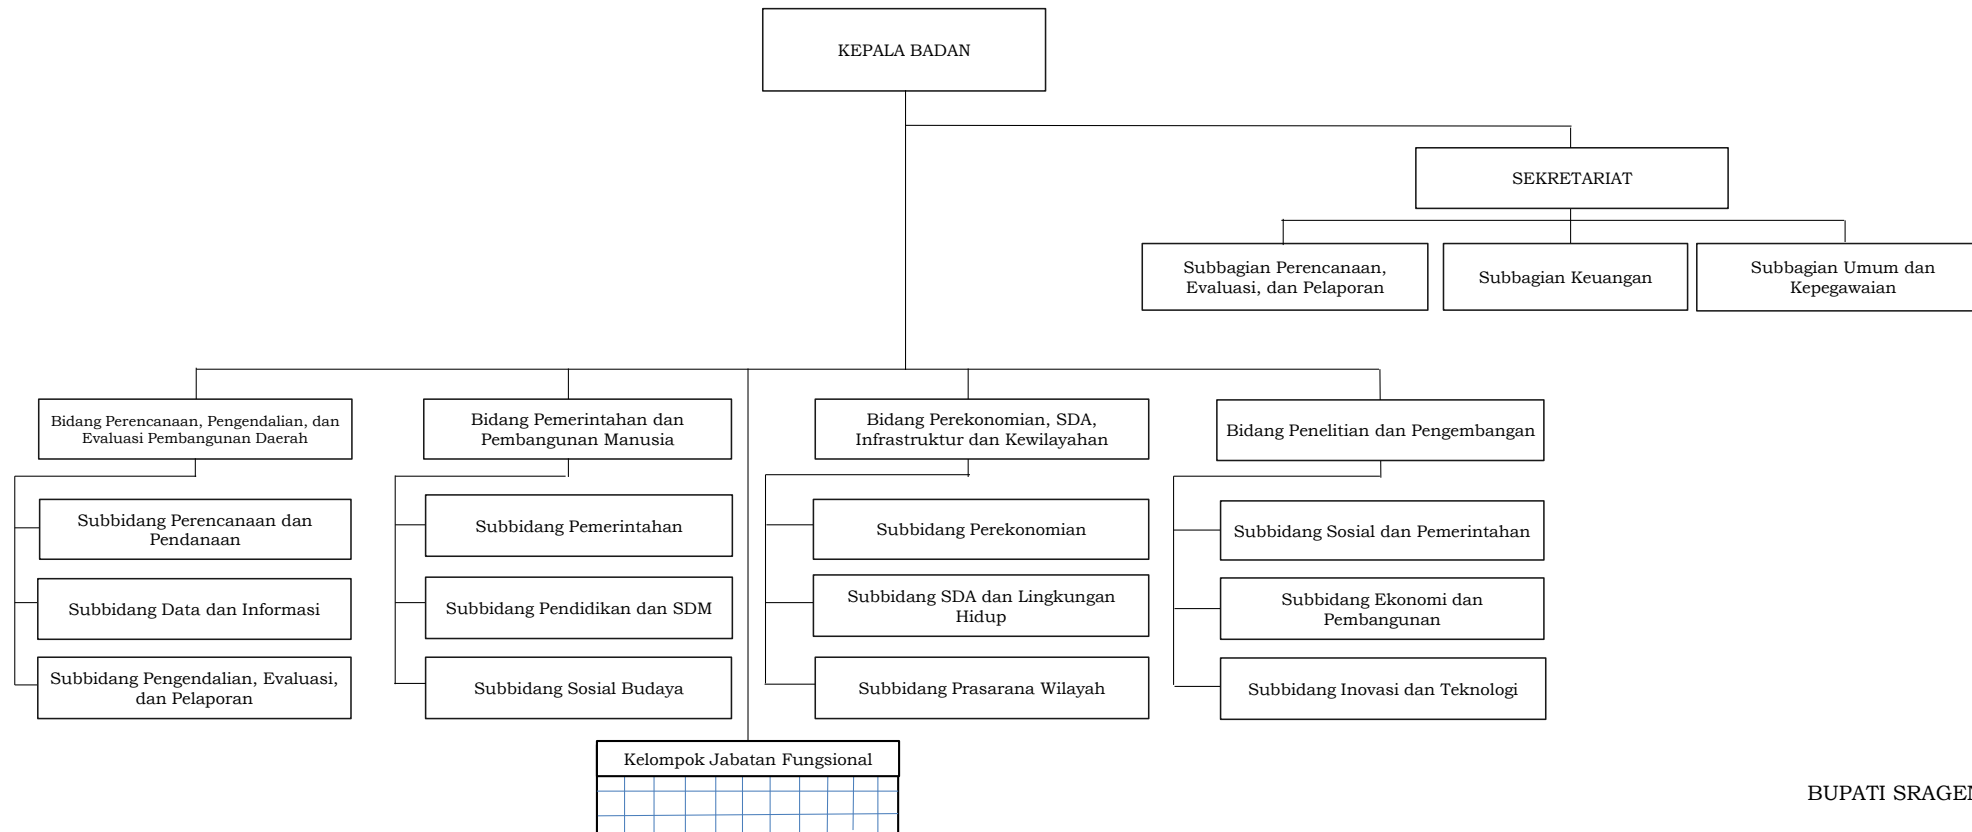 KEPALA BADAN
SEKRETARIAT
Subbagian Perencanaan,
Evaluasi, dan Pelaporan
Subbagian Keuangan
Subbagian Umum dan
Kepegawaian
Bidang Perencanaan, Pengendalian, dan
Evaluasi Pembangunan Daerah
Bidang Pemerintahan dan
Pembangunan Manusia
Bidang Perekonomian, SDA,
Infrastruktur dan Kewilayahan
Bidang Penelitian dan Pengembangan
Subbidang Perencanaan dan
Pendanaan
Subbidang Data dan Informasi
Subbidang Pengendalian, Evaluasi,
dan Pelaporan
Subbidang Pemerintahan
Subbidang Pendidikan dan SDM
Subbidang Sosial Budaya
Subbidang Perekonomian
Subbidang SDA dan Lingkungan
Hidup
Subbidang Prasarana Wilayah
Subbidang Sosial dan Pemerintahan
Subbidang Ekonomi dan
Pembangunan
Subbidang Inovasi dan Teknologi
Kelompok Jabatan Fungsional
BUPATI SRAGEN